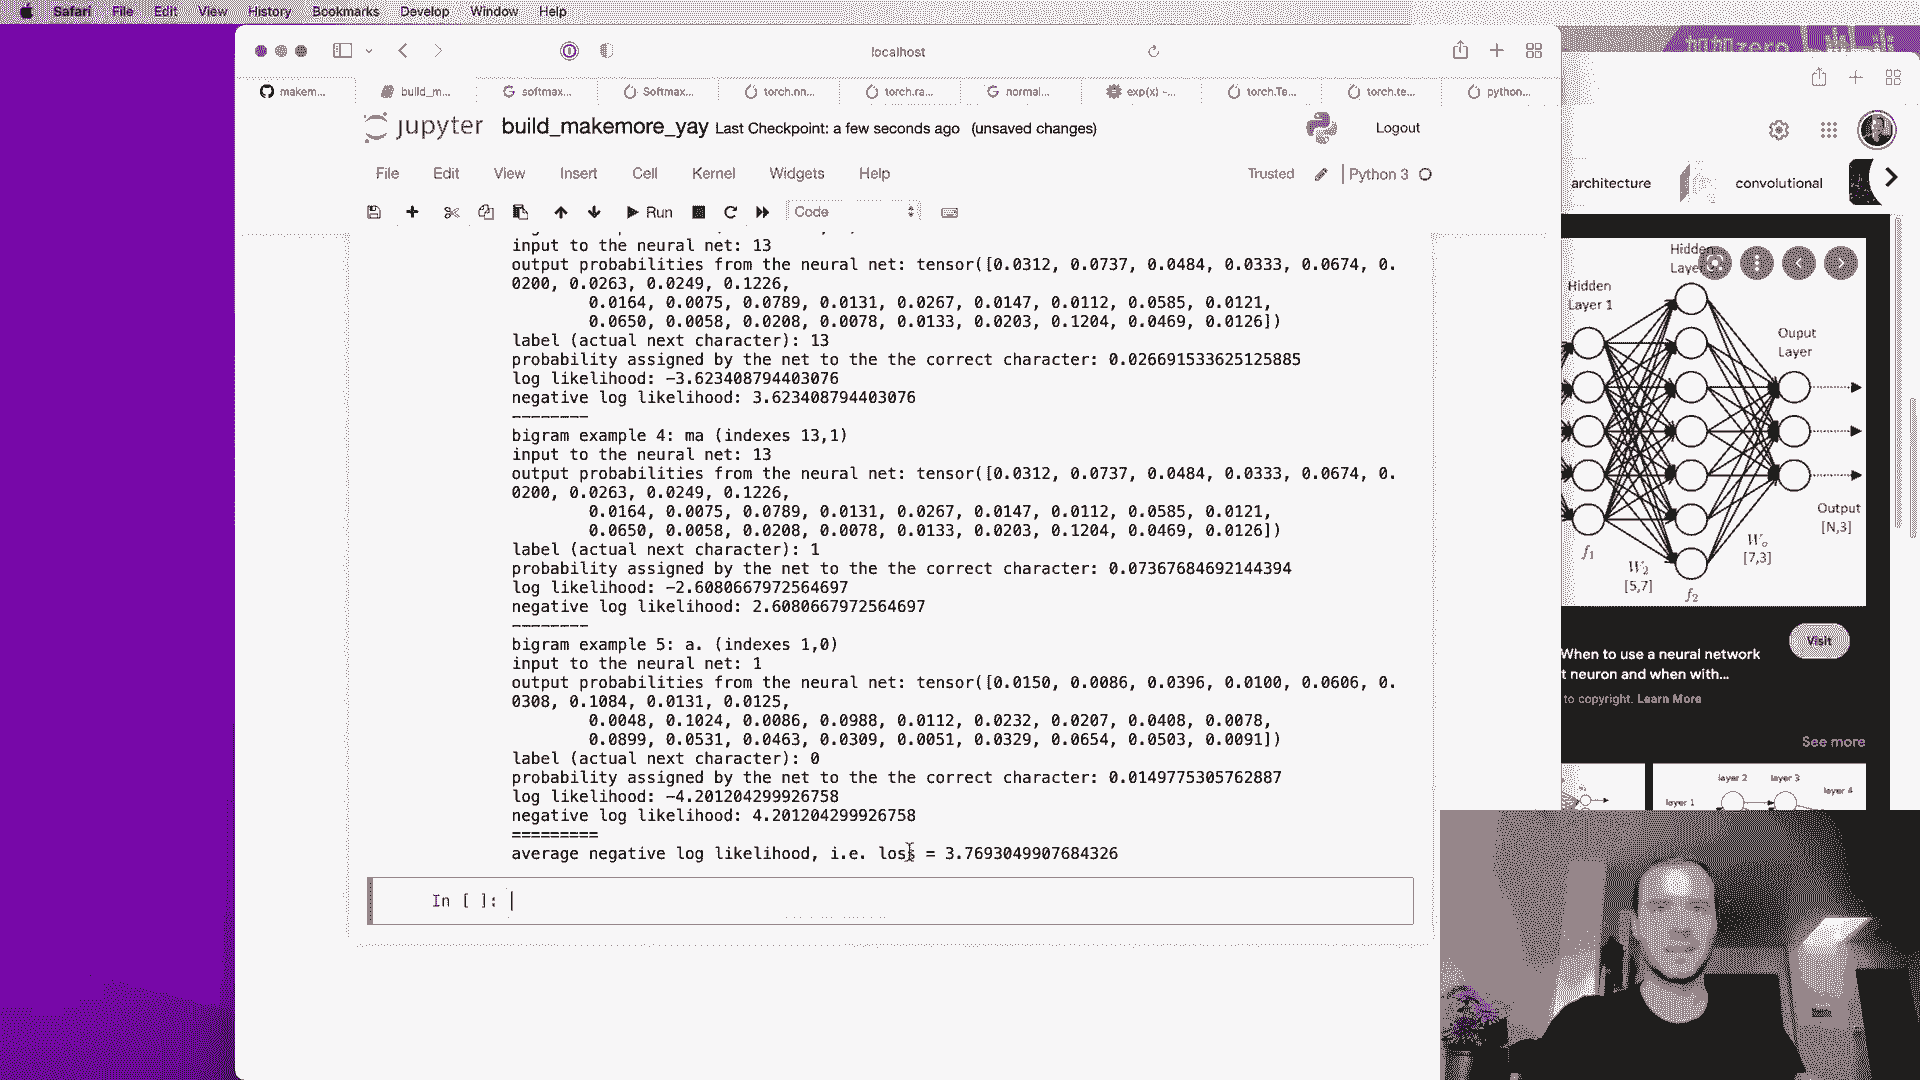 Safari File Edit View History Bookmarks Develop Window Help
localhost
makem... build_m... softmax... Softmax... torch.nn... torch.ra... normal... exp(x) -... torch.Te... torch.te... python...
jupyter build_makemore_yay Last Checkpoint: a few seconds ago (unsaved changes) Logout
File Edit View Insert Cell Kernel Widgets Help Trusted Python 3
Run Code
input to the neural net: 13
output probabilities from the neural net: tensor([0.0312, 0.0737, 0.0484, 0.0333, 0.0674, 0.
0200, 0.0263, 0.0249, 0.1226,
0.0164, 0.0075, 0.0789, 0.0131, 0.0267, 0.0147, 0.0112, 0.0585, 0.0121,
0.0650, 0.0058, 0.0208, 0.0078, 0.0133, 0.0203, 0.1204, 0.0469, 0.0126])
label (actual next character): 13
probability assigned by the net to the the correct character: 0.026691533625125885
log likelihood: -3.623408794403076
negative log likelihood: 3.623408794403076
--------
bigram example 4: ma (indexes 13,1)
input to the neural net: 13
output probabilities from the neural net: tensor([0.0312, 0.0737, 0.0484, 0.0333, 0.0674, 0.
0200, 0.0263, 0.0249, 0.1226,
0.0164, 0.0075, 0.0789, 0.0131, 0.0267, 0.0147, 0.0112, 0.0585, 0.0121,
0.0650, 0.0058, 0.0208, 0.0078, 0.0133, 0.0203, 0.1204, 0.0469, 0.0126])
label (actual next character): 1
probability assigned by the net to the the correct character: 0.07367684692144394
log likelihood: -2.6080667972564697
negative log likelihood: 2.6080667972564697
--------
bigram example 5: a. (indexes 1,0)
input to the neural net: 1
output probabilities from the neural net: tensor([0.0150, 0.0086, 0.0396, 0.0100, 0.0606, 0.
0308, 0.1084, 0.0131, 0.0125,
0.0048, 0.1024, 0.0086, 0.0988, 0.0112, 0.0232, 0.0207, 0.0408, 0.0078,
0.0899, 0.0531, 0.0463, 0.0309, 0.0051, 0.0329, 0.0654, 0.0503, 0.0091])
label (actual next character): 0
probability assigned by the net to the the correct character: 0.0149775305762887
log likelihood: -4.201204299926758
negative log likelihood: 4.201204299926758
=========
average negative log likelihood, i.e. loss = 3.7693049907684326
In [ ]:
architecture convolutional
Hidden
Layer
Hidden
Layer 1
Ouput
Layer
Output
[N,3]
f1
W2
[5,7]
f2
[7,3]
Visit
When to use a neural network
t neuron and when with...
to copyright. Learn More
See more
layer 1 layer 2 layer 3 layer 4